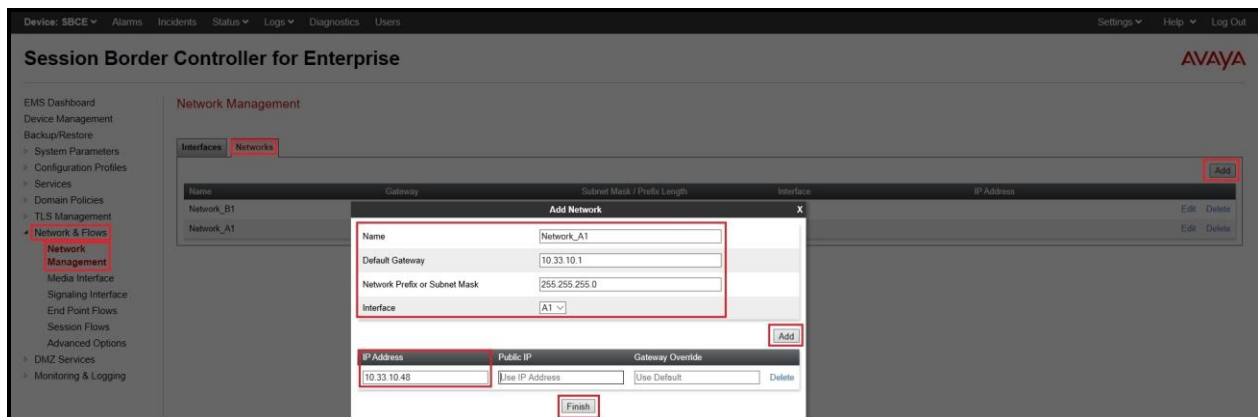 Device: SBCE Alarms Incidents Status Logs Diagnostics Users Settings Help Log Out
Session Border Controller for Enterprise AVAYA
EMS Dashboard
Device Management
Backup/Restore
System Parameters
Configuration Profiles
Services
Domain Policies
TLS Management
Network & Flows
Network
Management
Media Interface
Signaling Interface
End Point Flows
Session Flows
Advanced Options
DMZ Services
Monitoring & Logging
Network Management
Interfaces Networks
Add
Name Gateway Subnet Mask / Prefix Length Interface IP Address
Network_B1 Edit Delete
Network_A1 Edit Delete
Add Network X
Name Network_A1
Default Gateway 10.33.10.1
Network Prefix or Subnet Mask 255.255.255.0
Interface A1
Add
IP Address Public IP Gateway Override
10.33.10.48 Use IP Address Use Default Delete
Finish